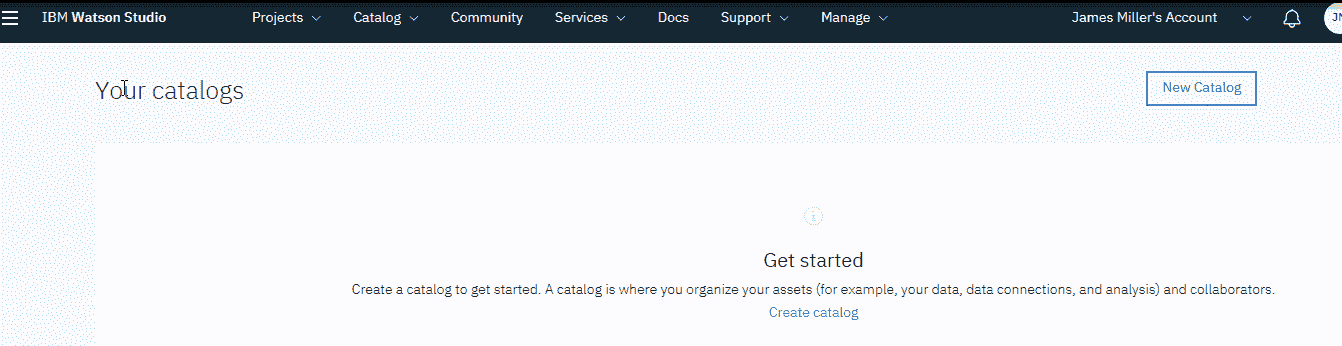 IBM Watson Studio Projects Catalog Community Services Docs Support Manage James Miller's Account
Your catalogs
New Catalog
Get started
Create a catalog to get started. A catalog is where you organize your assets (for example, your data, data connections, and analysis) and collaborators.
Create catalog